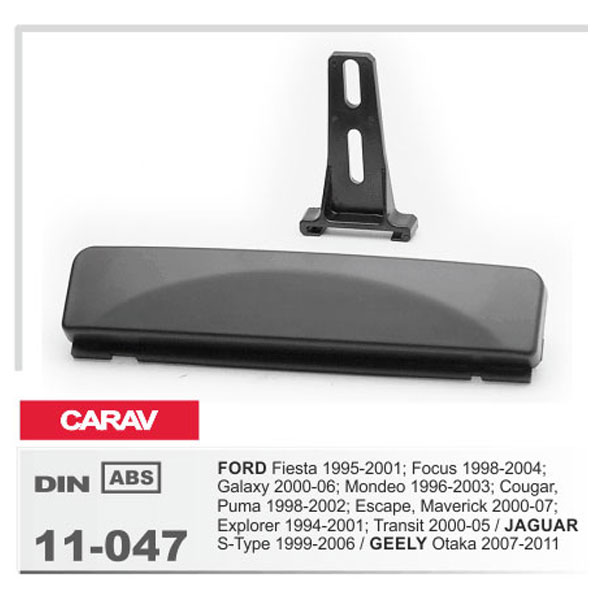 CARAV
DIN ABS
11-047
FORD Fiesta 1995-2001; Focus 1998-2004;
Galaxy 2000-06; Mondeo 1996-2003; Cougar,
Puma 1998-2002; Escape, Maverick 2000-07;
Explorer 1994-2001; Transit 2000-05 / JAGUAR
S-Type 1999-2006 / GEELY Otaka 2007-2011